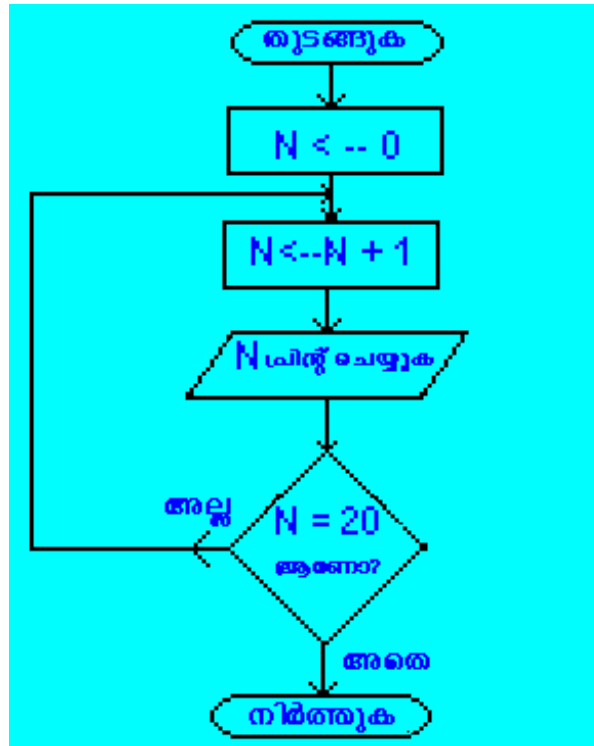 തുടങ്ങുക
N < -- 0
N<--N + 1
N പ്രിന്റ് ചെയ്യുക
അല്ല
N = 20
ആണോ?
അതെ
നിർത്തുക